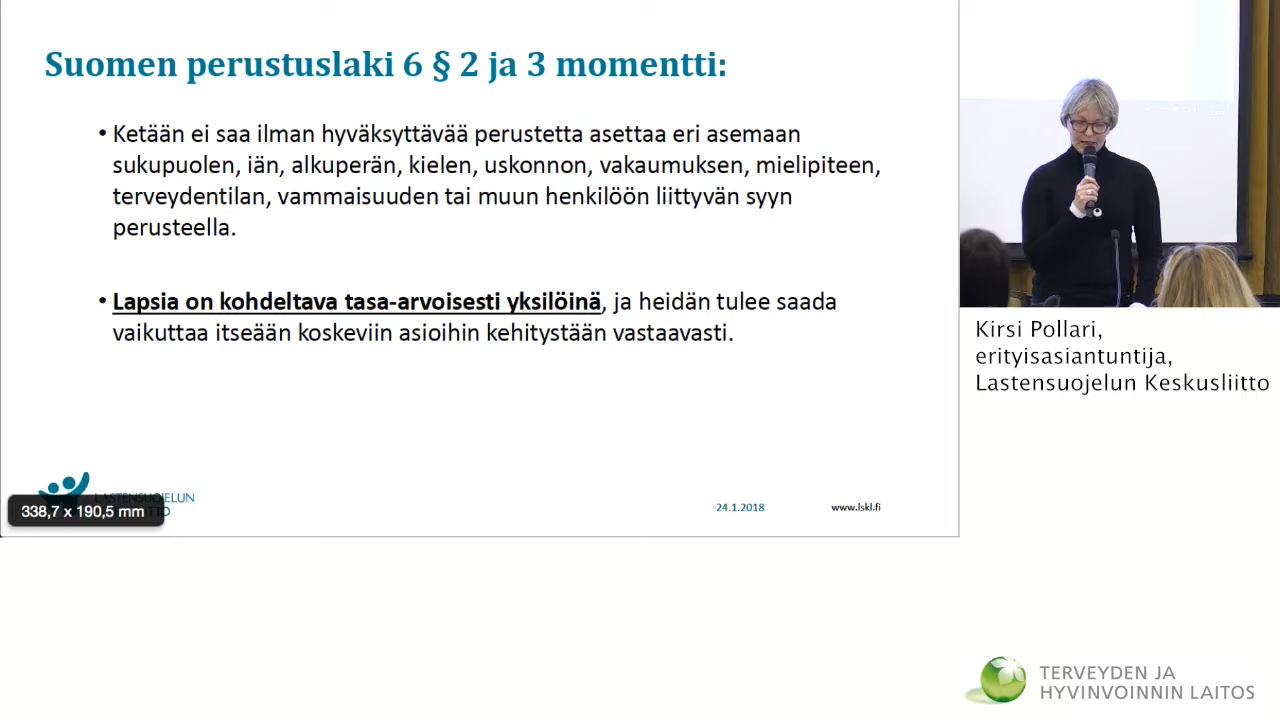 Suomen perustuslaki 6 § 2 ja 3 momentti:
• Ketään ei saa ilman hyväksyttävää perustetta asettaa eri asemaan
sukupuolen, iän, alkuperän, kielen, uskonnon, vakaumuksen, mielipiteen,
terveydentilan, vammaisuuden tai muun henkilöön liittyvän syyn
perusteella.
• Lapsia on kohdeltava tasa-arvoisesti yksilöinä, ja heidän tulee saada
vaikuttaa itseään koskeviin asioihin kehitystään vastaavasti.
LASTENSUOJELUN
338,7 x 190,5 mm
24.1.2018
www.lskl.fi
Kirsi Pollari,
erityisasiantuntija,
Lastensuojelun Keskusliitto
TERVEYDEN JA
HYVINVOINNIN LAITOS